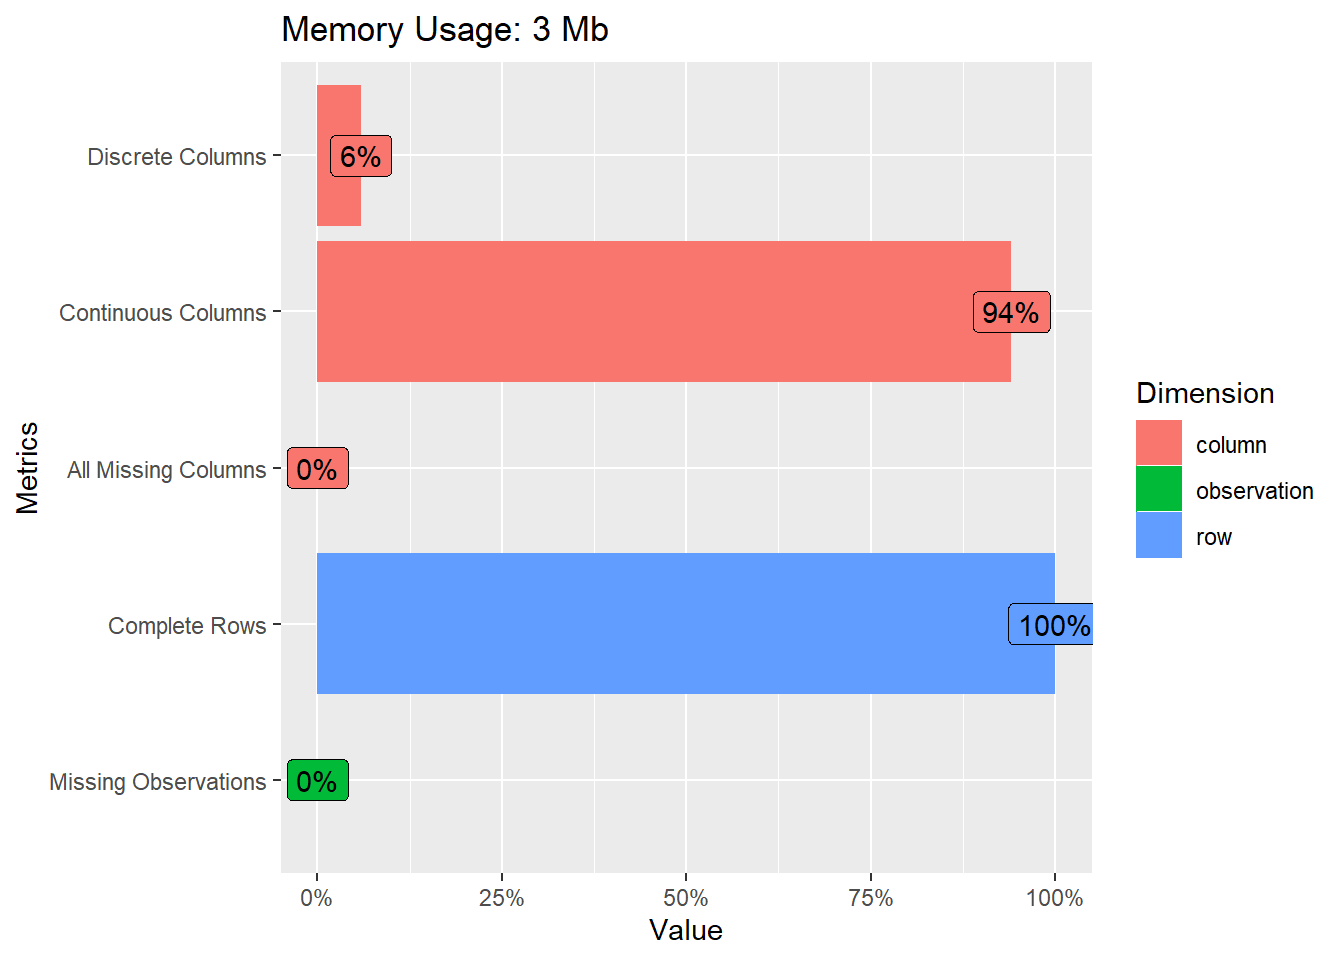 Memory Usage: 3 Mb
Discrete Columns
6%
Continuous Columns
94%
All Missing Columns
0%
Complete Rows
100%
Missing Observations
0%
Metrics
0%
25%
50%
75%
100%
Value
Dimension
column
observation
row